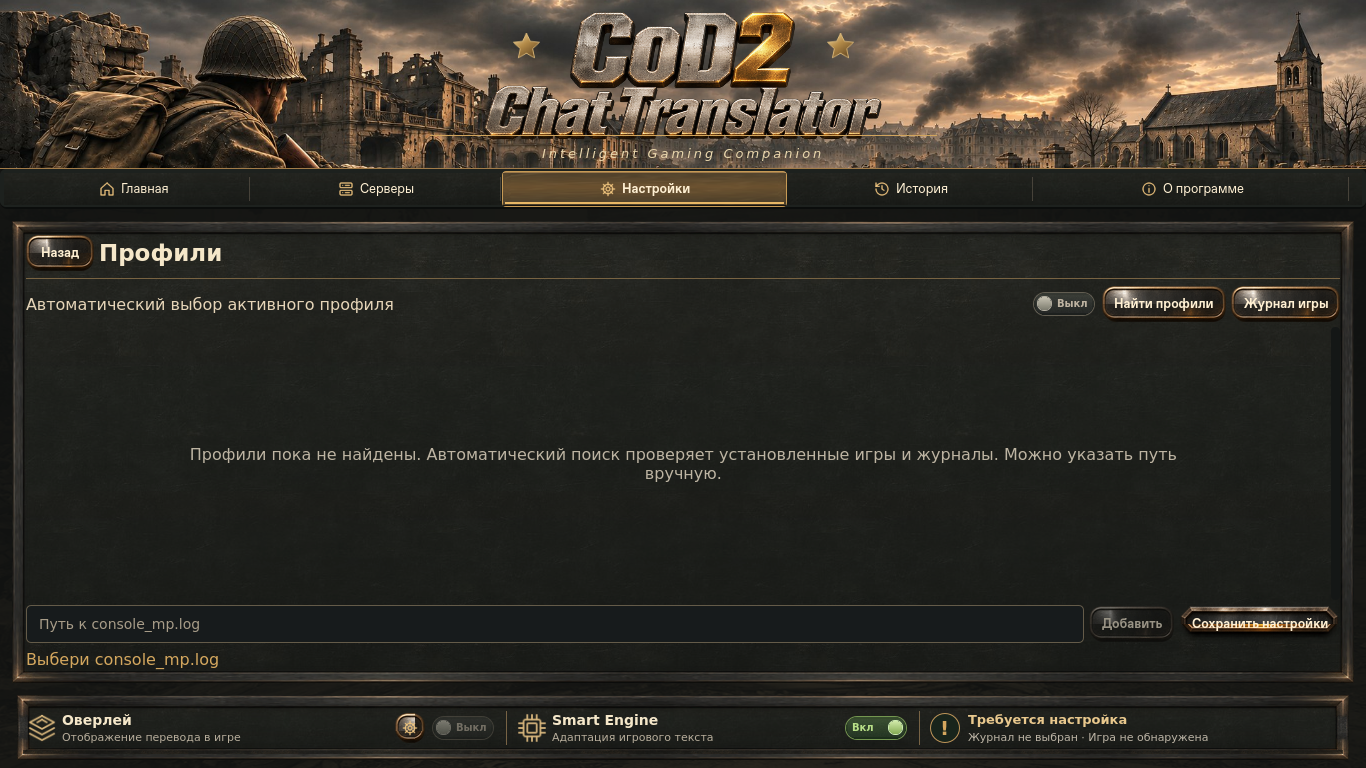 CoD2
Chat Translator
Intelligent Gaming Companion
Главная
Серверы
Настройки
История
О программе
Назад
Профили
Автоматический выбор активного профиля
Выкл
Найти профили
Журнал игры
Профили пока не найдены. Автоматический поиск проверяет установленные игры и журналы. Можно указать путь
вручную.
Путь к console_mp.log
Добавить
Сохранить настройки
Выбери console_mp.log
Оверлей
Отображение перевода в игре
Выкл
Smart Engine
Адаптация игрового текста
Вкл
Требуется настройка
Журнал не выбран · Игра не обнаружена